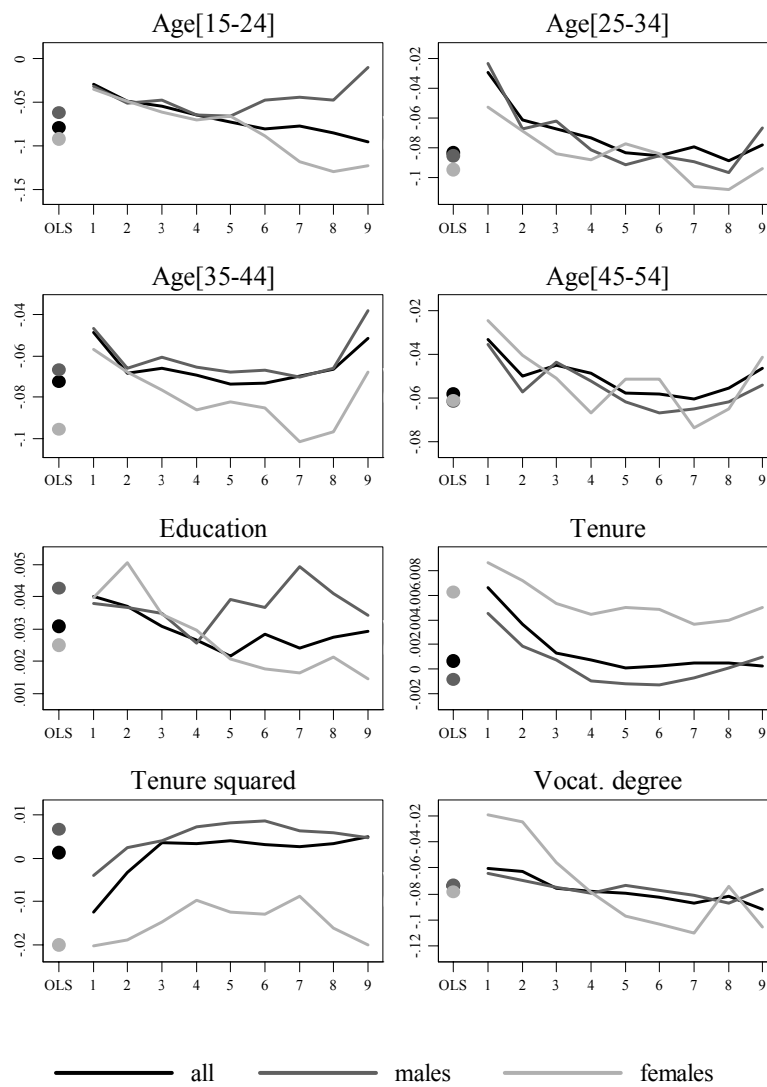 Age[15-24]
0
-.05
-.1
-.15
OLS 1 2 3 4 5 6 7 8 9
Age[25-34]
-.02
-.04
-.06
-.08
-.1
OLS 1 2 3 4 5 6 7 8 9
Age[35-44]
-.04
-.06
-.08
-.1
OLS 1 2 3 4 5 6 7 8 9
Age[45-54]
-.02
-.04
-.06
-.08
OLS 1 2 3 4 5 6 7 8 9
Education
.005
.004
.003
.002
.001
OLS 1 2 3 4 5 6 7 8 9
Tenure
.008
.006
.004
.002
0
-.002
OLS 1 2 3 4 5 6 7 8 9
Tenure squared
.01
0
-.01
-.02
OLS 1 2 3 4 5 6 7 8 9
Vocat. degree
-.02
-.04
-.06
-.08
-.1
-.12
OLS 1 2 3 4 5 6 7 8 9
all males females